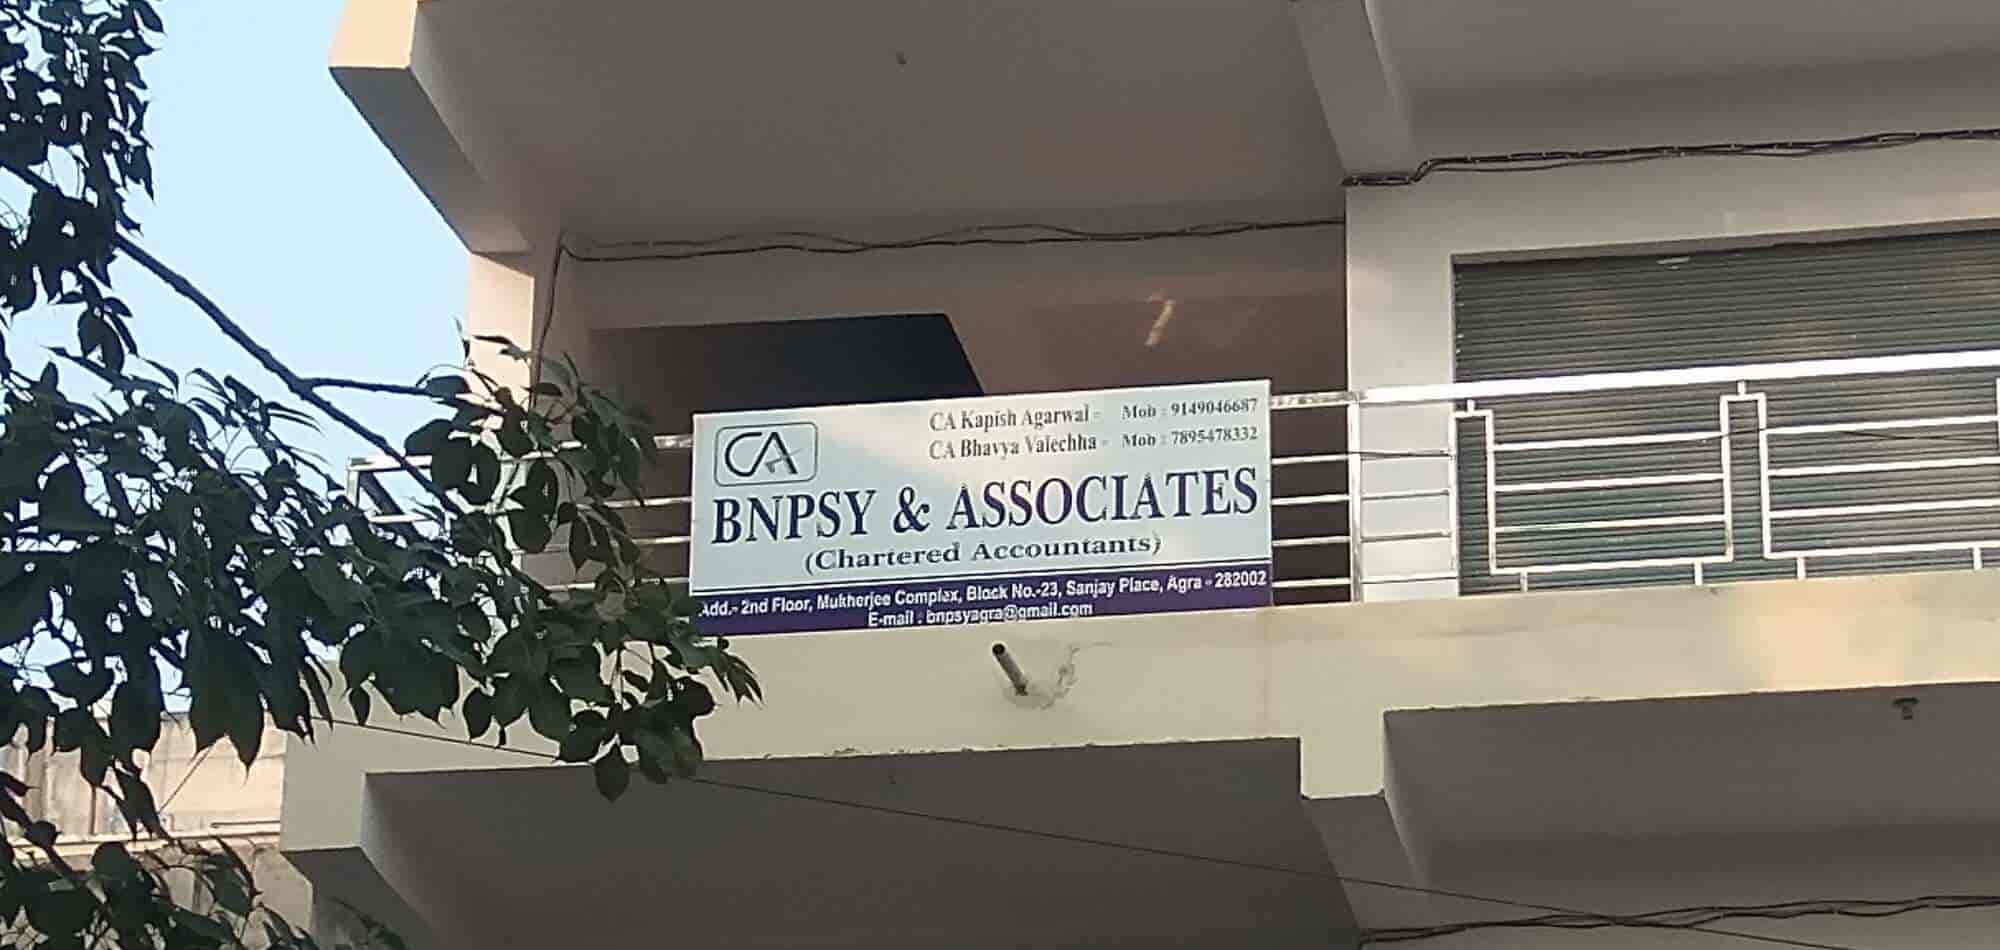 CA
CA Kapish Agarwal - Mob : 9149046687
CA Bhavya Valechha - Mob : 7895478332
BNPSY & ASSOCIATES
(Chartered Accountants)
Add.- 2nd Floor, Mukherjee Complex, Block No.-23, Sanjay Place, Agra - 282002
E-mail : bnpsyagra@gmail.com